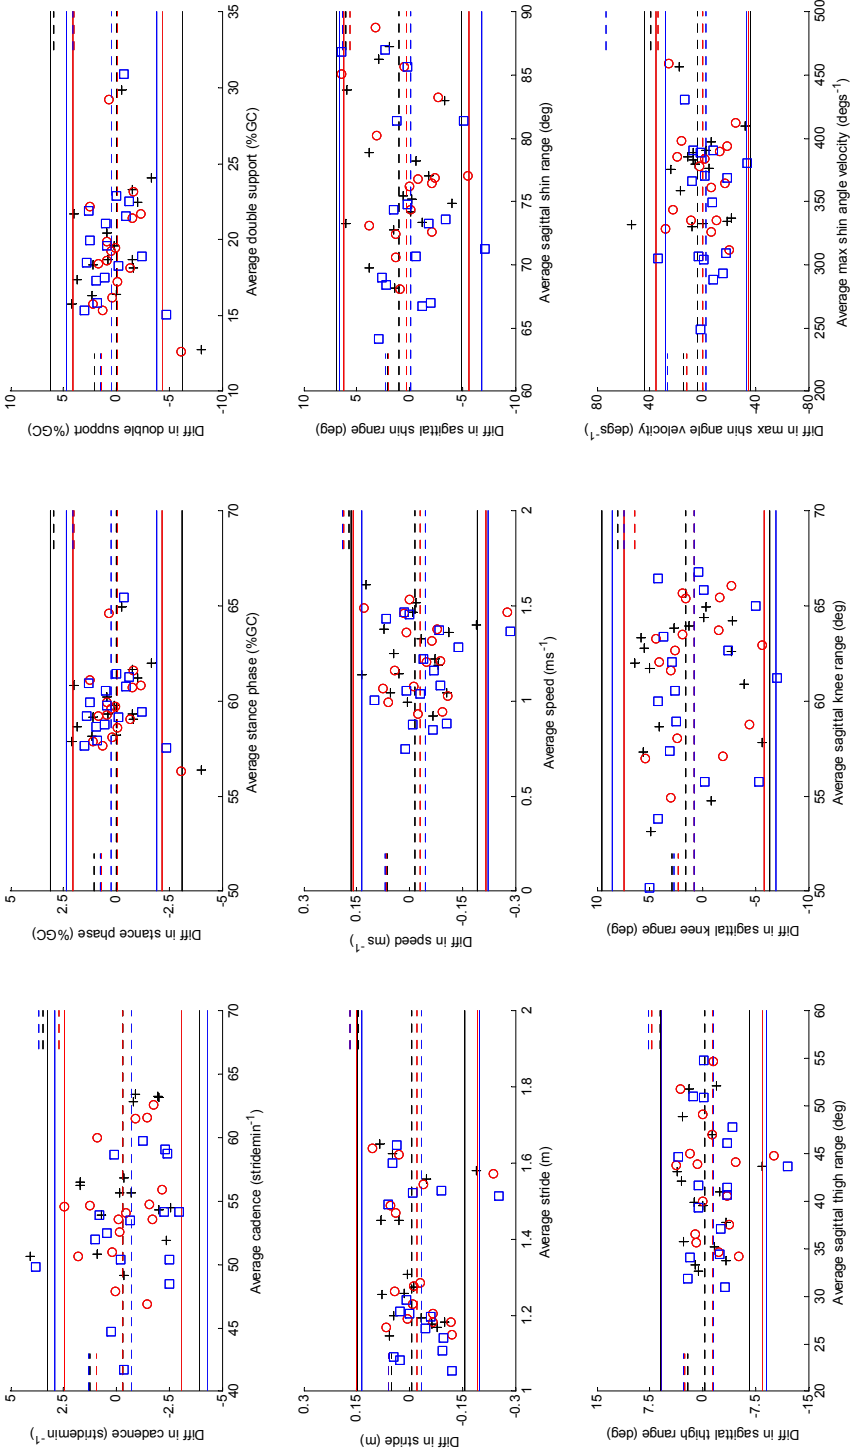 5
2.5
0
-2.5
-5
Diff in cadence (stridemin⁻¹)
40 45 50 55 60 65 70
Average cadence (stridemin⁻¹)
5
2.5
0
-2.5
-5
Diff in stance phase (%GC)
50 55 60 65 70
Average stance phase (%GC)
10
5
0
-5
-10
Diff in double support (%GC)
10 15 20 25 30 35
Average double support (%GC)
0.3
0.15
0
-0.15
-0.3
Diff in stride (m)
1 1.2 1.4 1.6 1.8 2
Average stride (m)
0.3
0.15
0
-0.15
-0.3
Diff in speed (ms⁻¹)
0 0.5 1 1.5 2
Average speed (ms⁻¹)
10
5
0
-5
-10
Diff in sagittal shin range (deg)
60 65 70 75 80 85 90
Average sagittal shin range (deg)
15
7.5
0
-7.5
-15
Diff in sagittal thigh range (deg)
20 30 40 50 60
Average sagittal thigh range (deg)
10
5
0
-5
-10
Diff in sagittal knee range (deg)
50 55 60 65 70
Average sagittal knee range (deg)
80
40
0
-40
-80
Diff in max shin angle velocity (degs⁻¹)
200 250 300 350 400 450 500
Average max shin angle velocity (degs⁻¹)